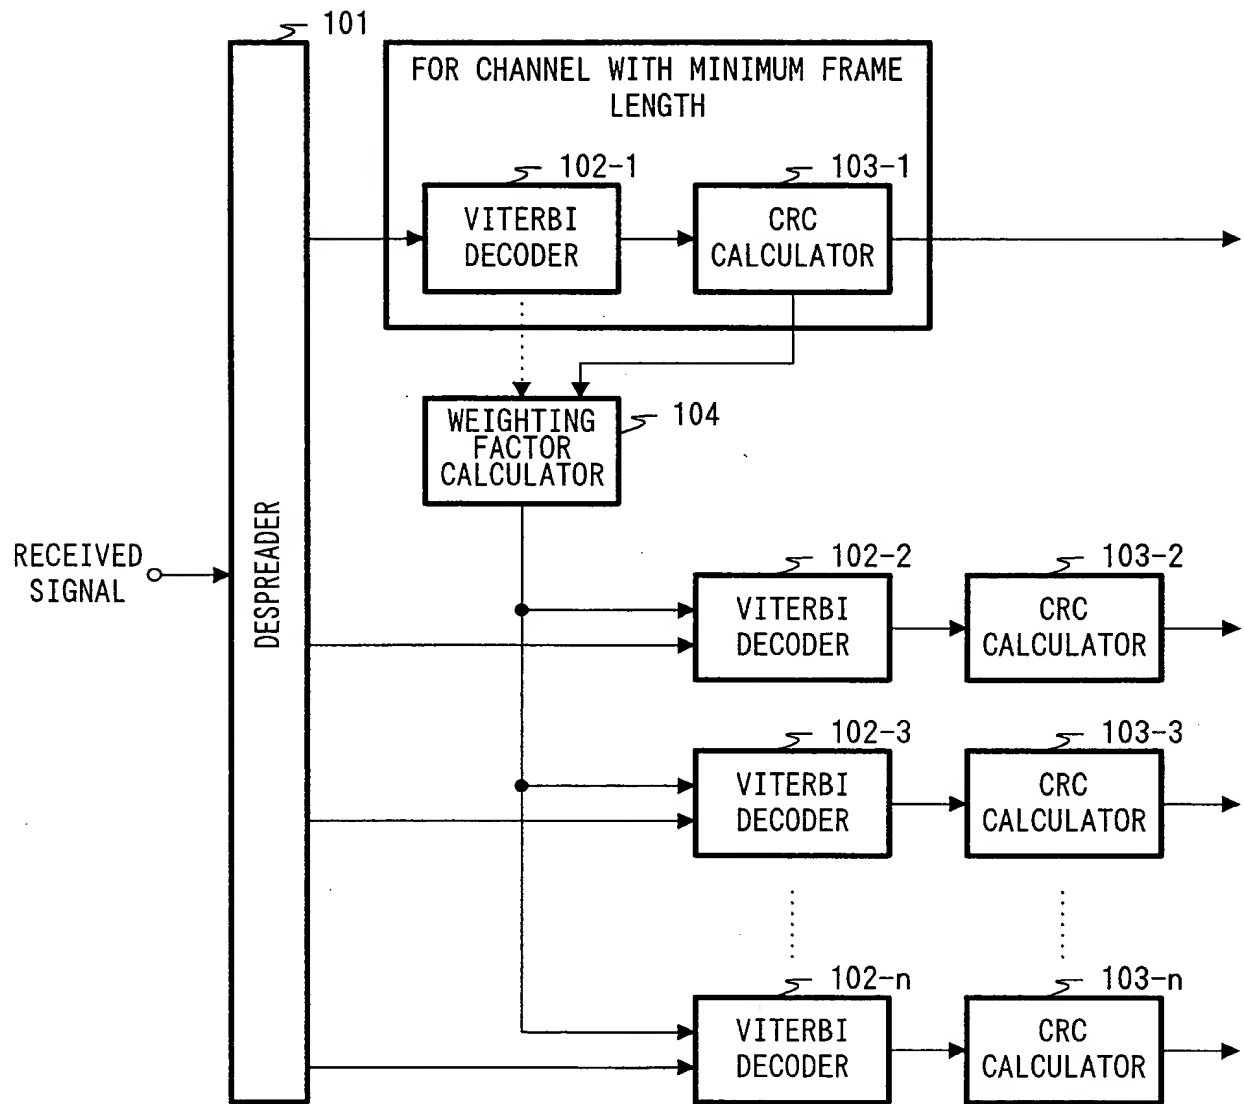 101
FOR CHANNEL WITH MINIMUM FRAME
LENGTH
102-1
103-1
VITERBI
DECODER
CRC
CALCULATOR
WEIGHTING
FACTOR
CALCULATOR
104
RECEIVED
SIGNAL
DESPREADER
102-2
103-2
VITERBI
DECODER
CRC
CALCULATOR
102-3
103-3
VITERBI
DECODER
CRC
CALCULATOR
102-n
103-n
VITERBI
DECODER
CRC
CALCULATOR